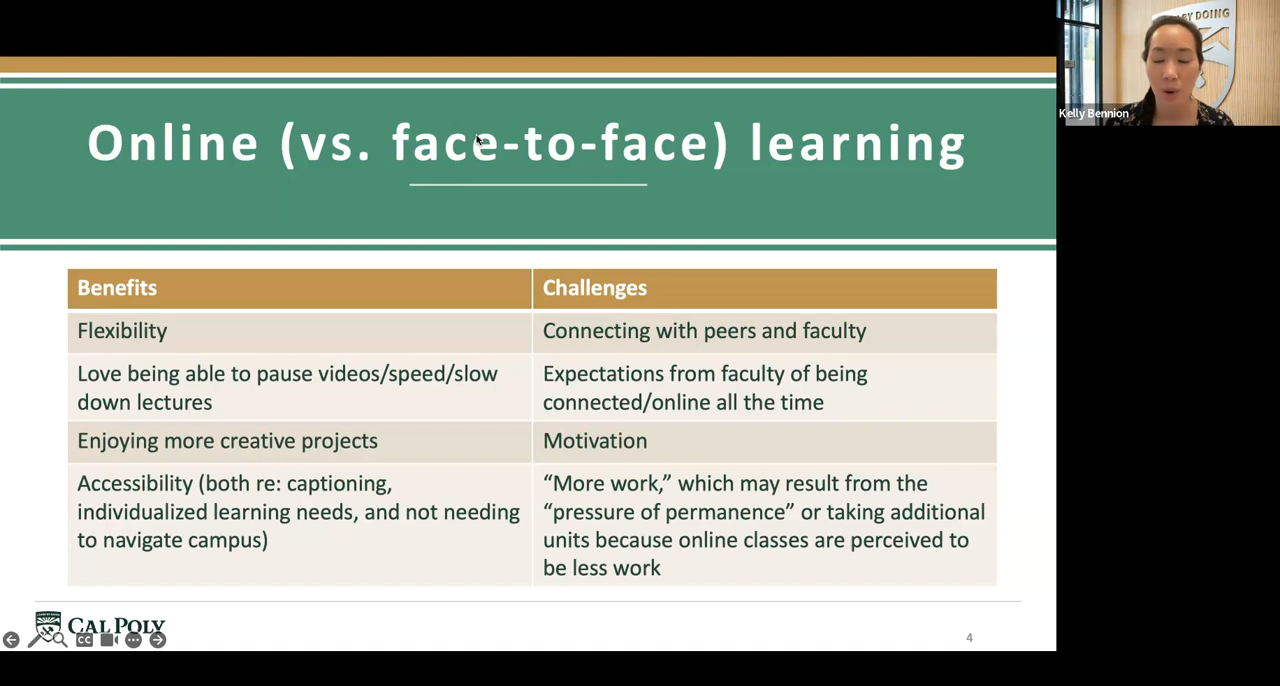 Online (vs. face-to-face) learning
Benefits
Challenges
Flexibility
Connecting with peers and faculty
Love being able to pause videos/speed/slow
down lectures
Expectations from faculty of being
connected/online all the time
Enjoying more creative projects
Motivation
Accessibility (both re: captioning,
individualized learning needs, and not needing
to navigate campus)
“More work,” which may result from the
“pressure of permanence” or taking additional
units because online classes are perceived to
be less work
CAL POLY
CC
4
DOING
Kelly Bennion